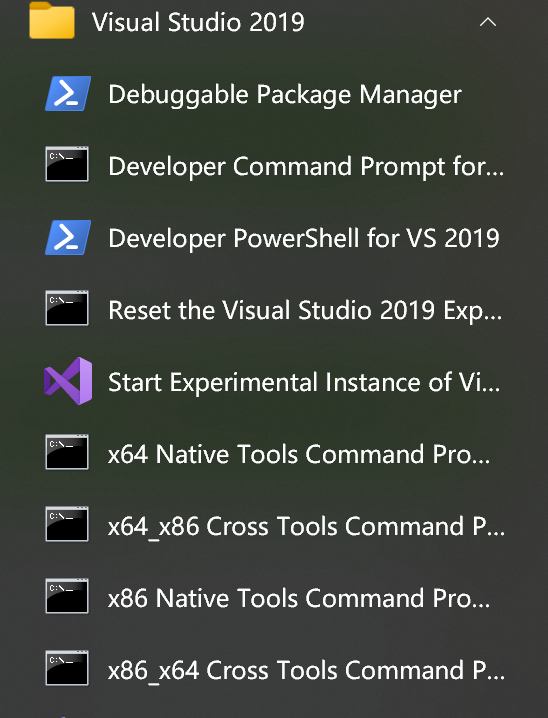 Visual Studio 2019
Debuggable Package Manager
Developer Command Prompt for...
Developer PowerShell for VS 2019
Reset the Visual Studio 2019 Exp...
Start Experimental Instance of Vi...
x64 Native Tools Command Pro...
x64_x86 Cross Tools Command P...
x86 Native Tools Command Pro...
x86_x64 Cross Tools Command P...